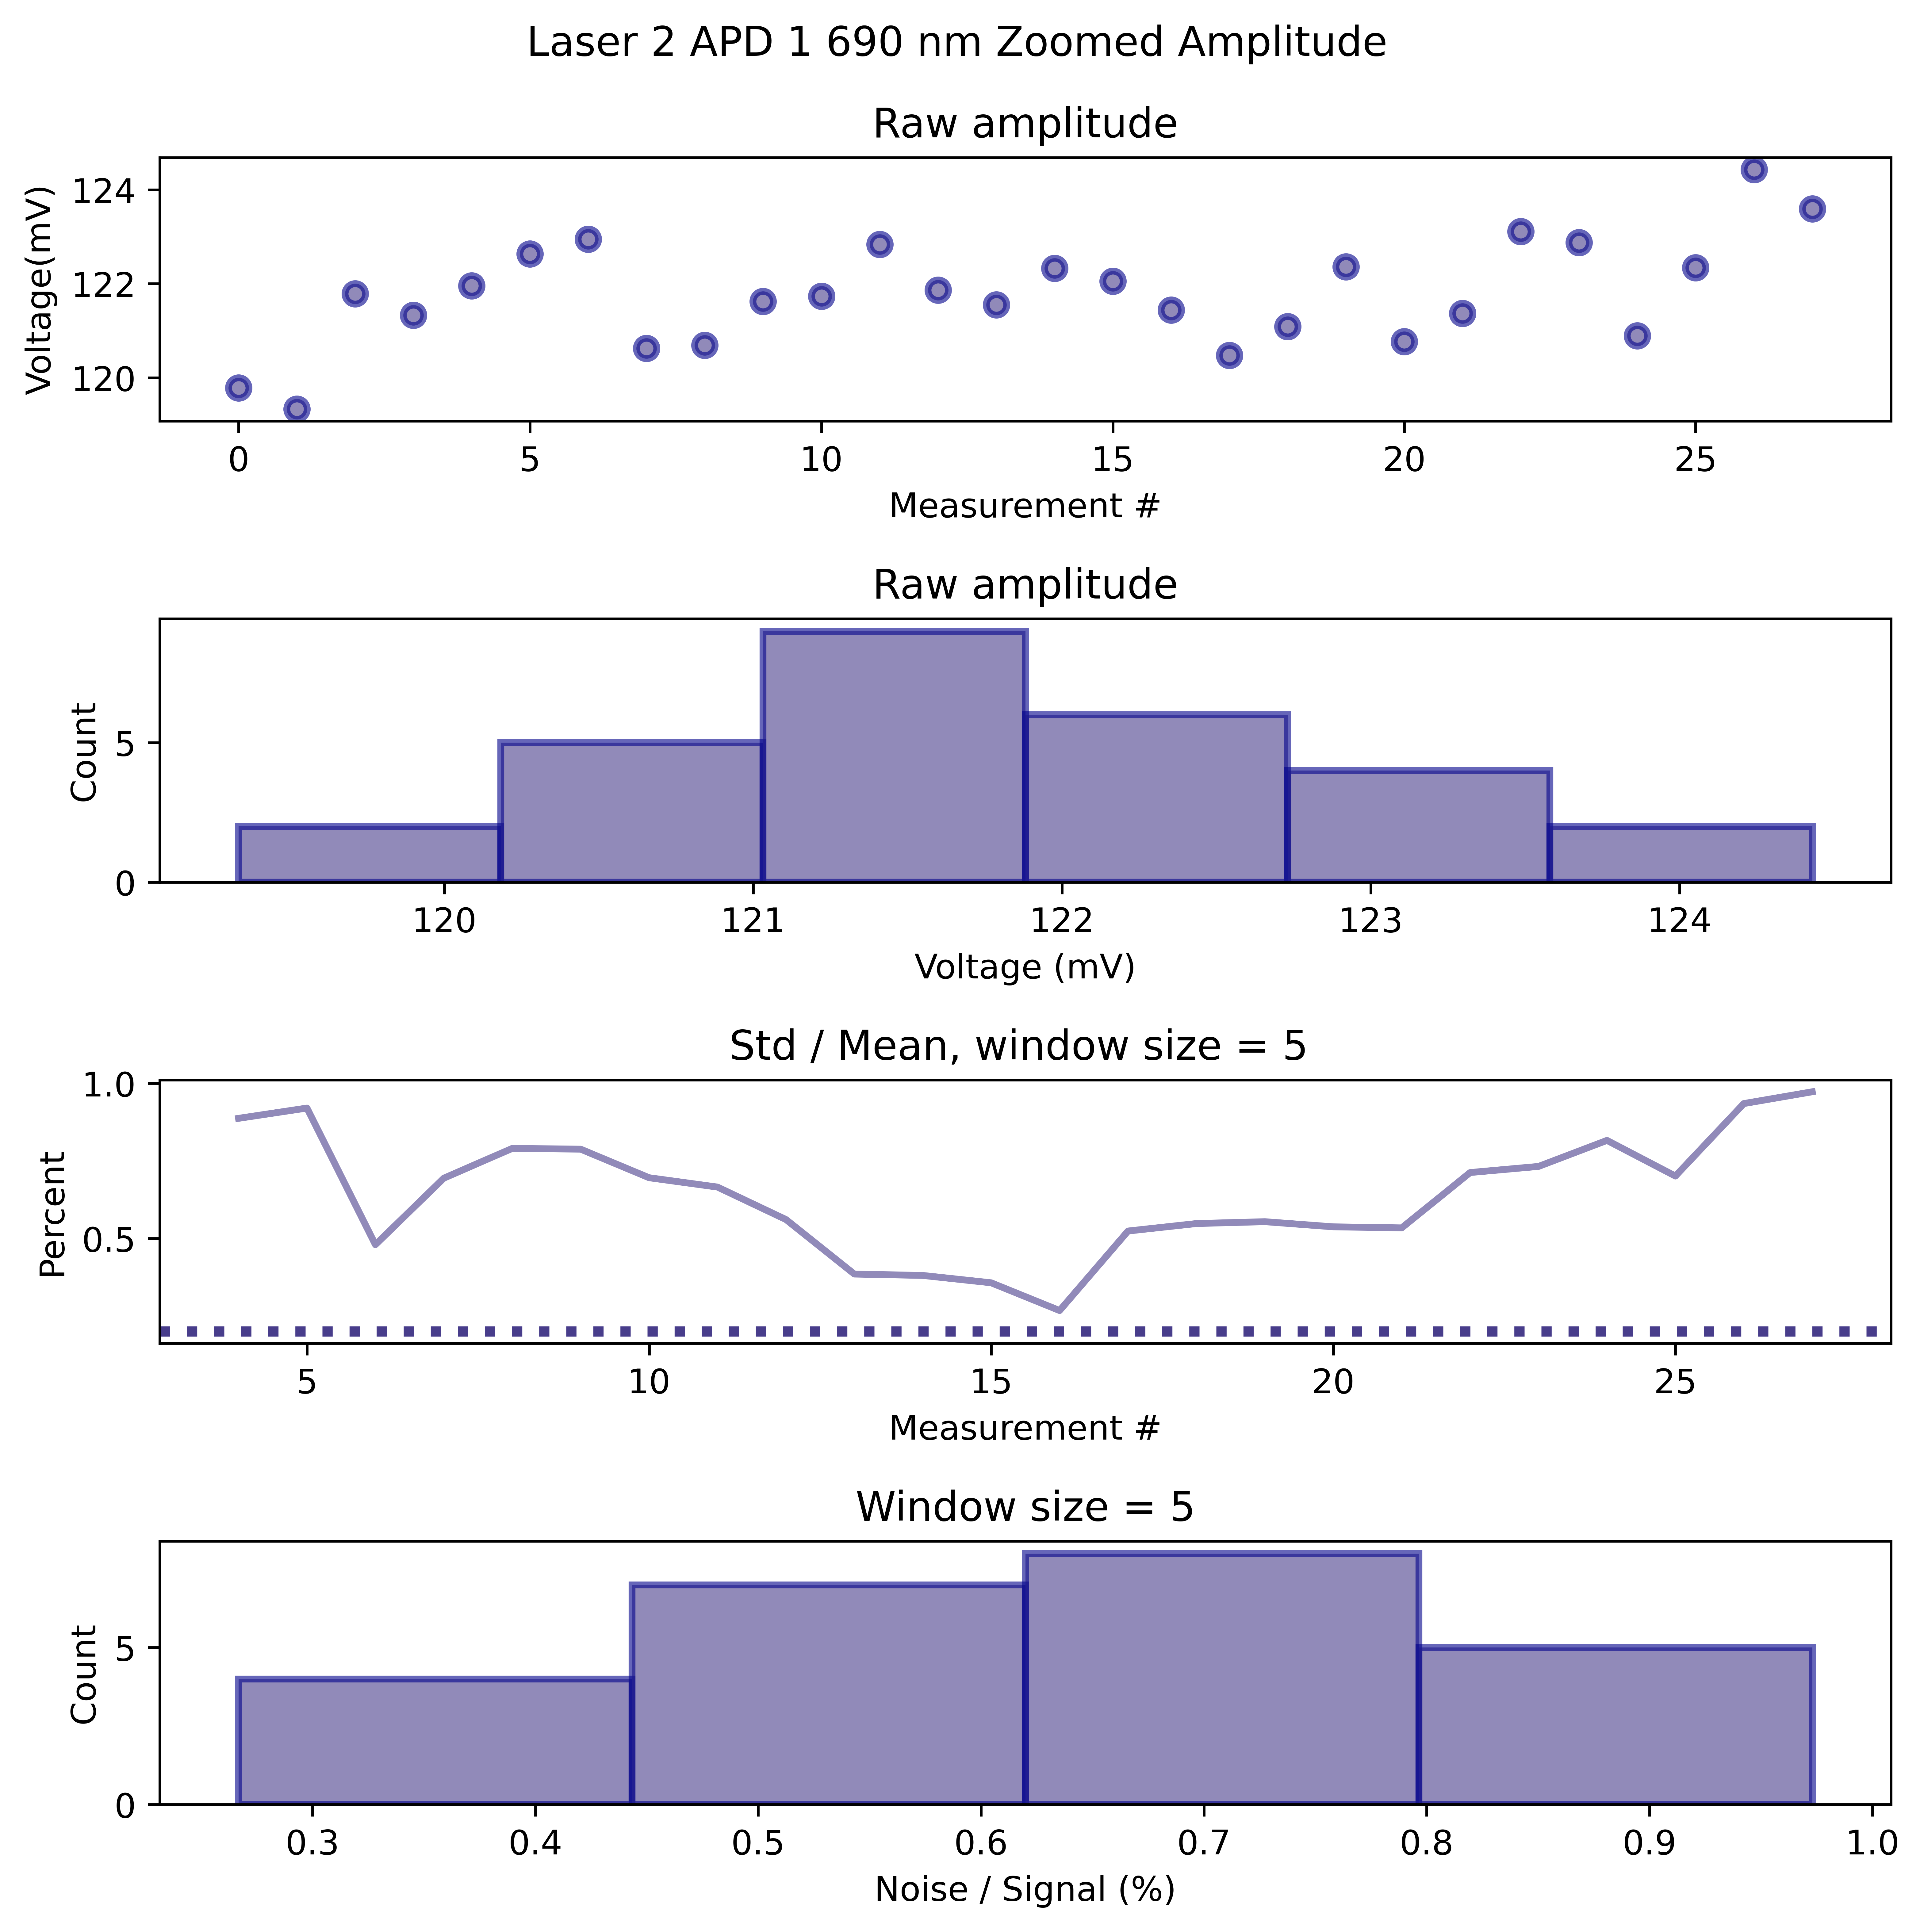 Laser 2 APD 1 690 nm Zoomed Amplitude
Raw amplitude
Voltage(mV)
124
122
120
0 5 10 15 20 25
Measurement #
Raw amplitude
Count
5
0
120 121 122 123 124
Voltage (mV)
Std / Mean, window size = 5
Percent
1.0
0.5
5 10 15 20 25
Measurement #
Window size = 5
Count
5
0
0.3 0.4 0.5 0.6 0.7 0.8 0.9 1.0
Noise / Signal (%)